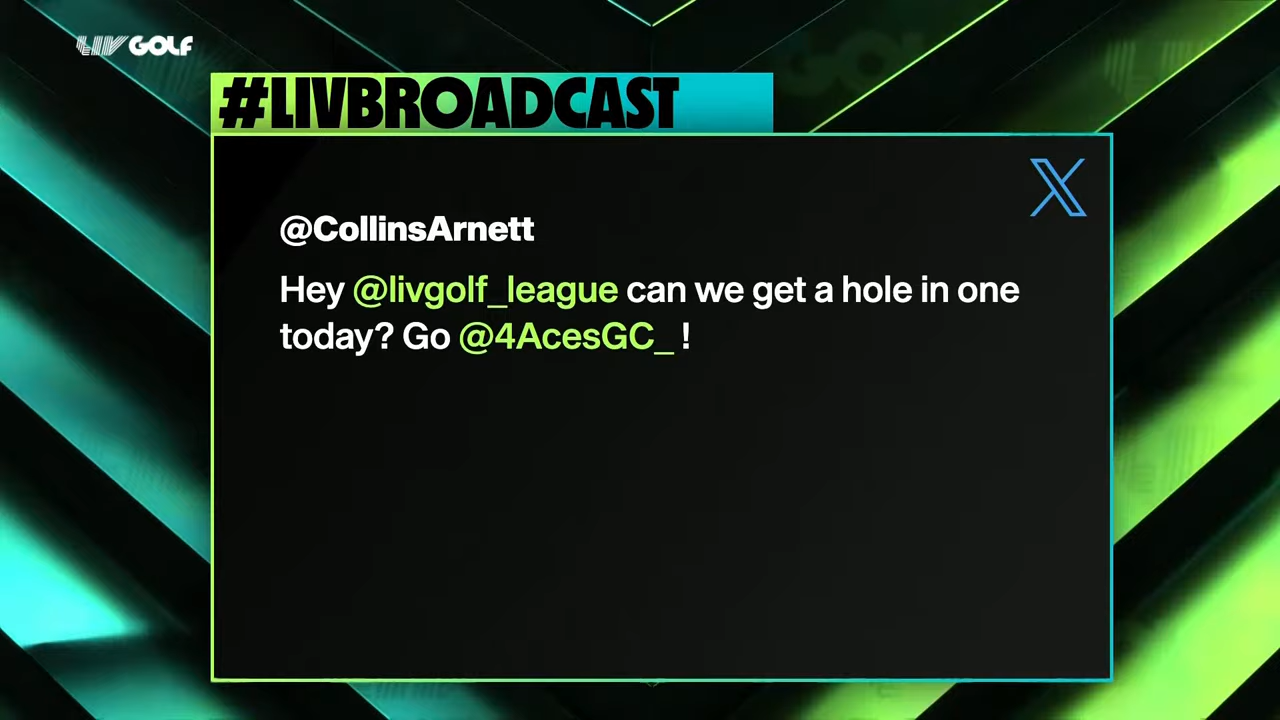 LIV GOLF
#LIVBROADCAST
@CollinsArnett
Hey @livgolf_league can we get a hole in one
today? Go @4AcesGC_ !